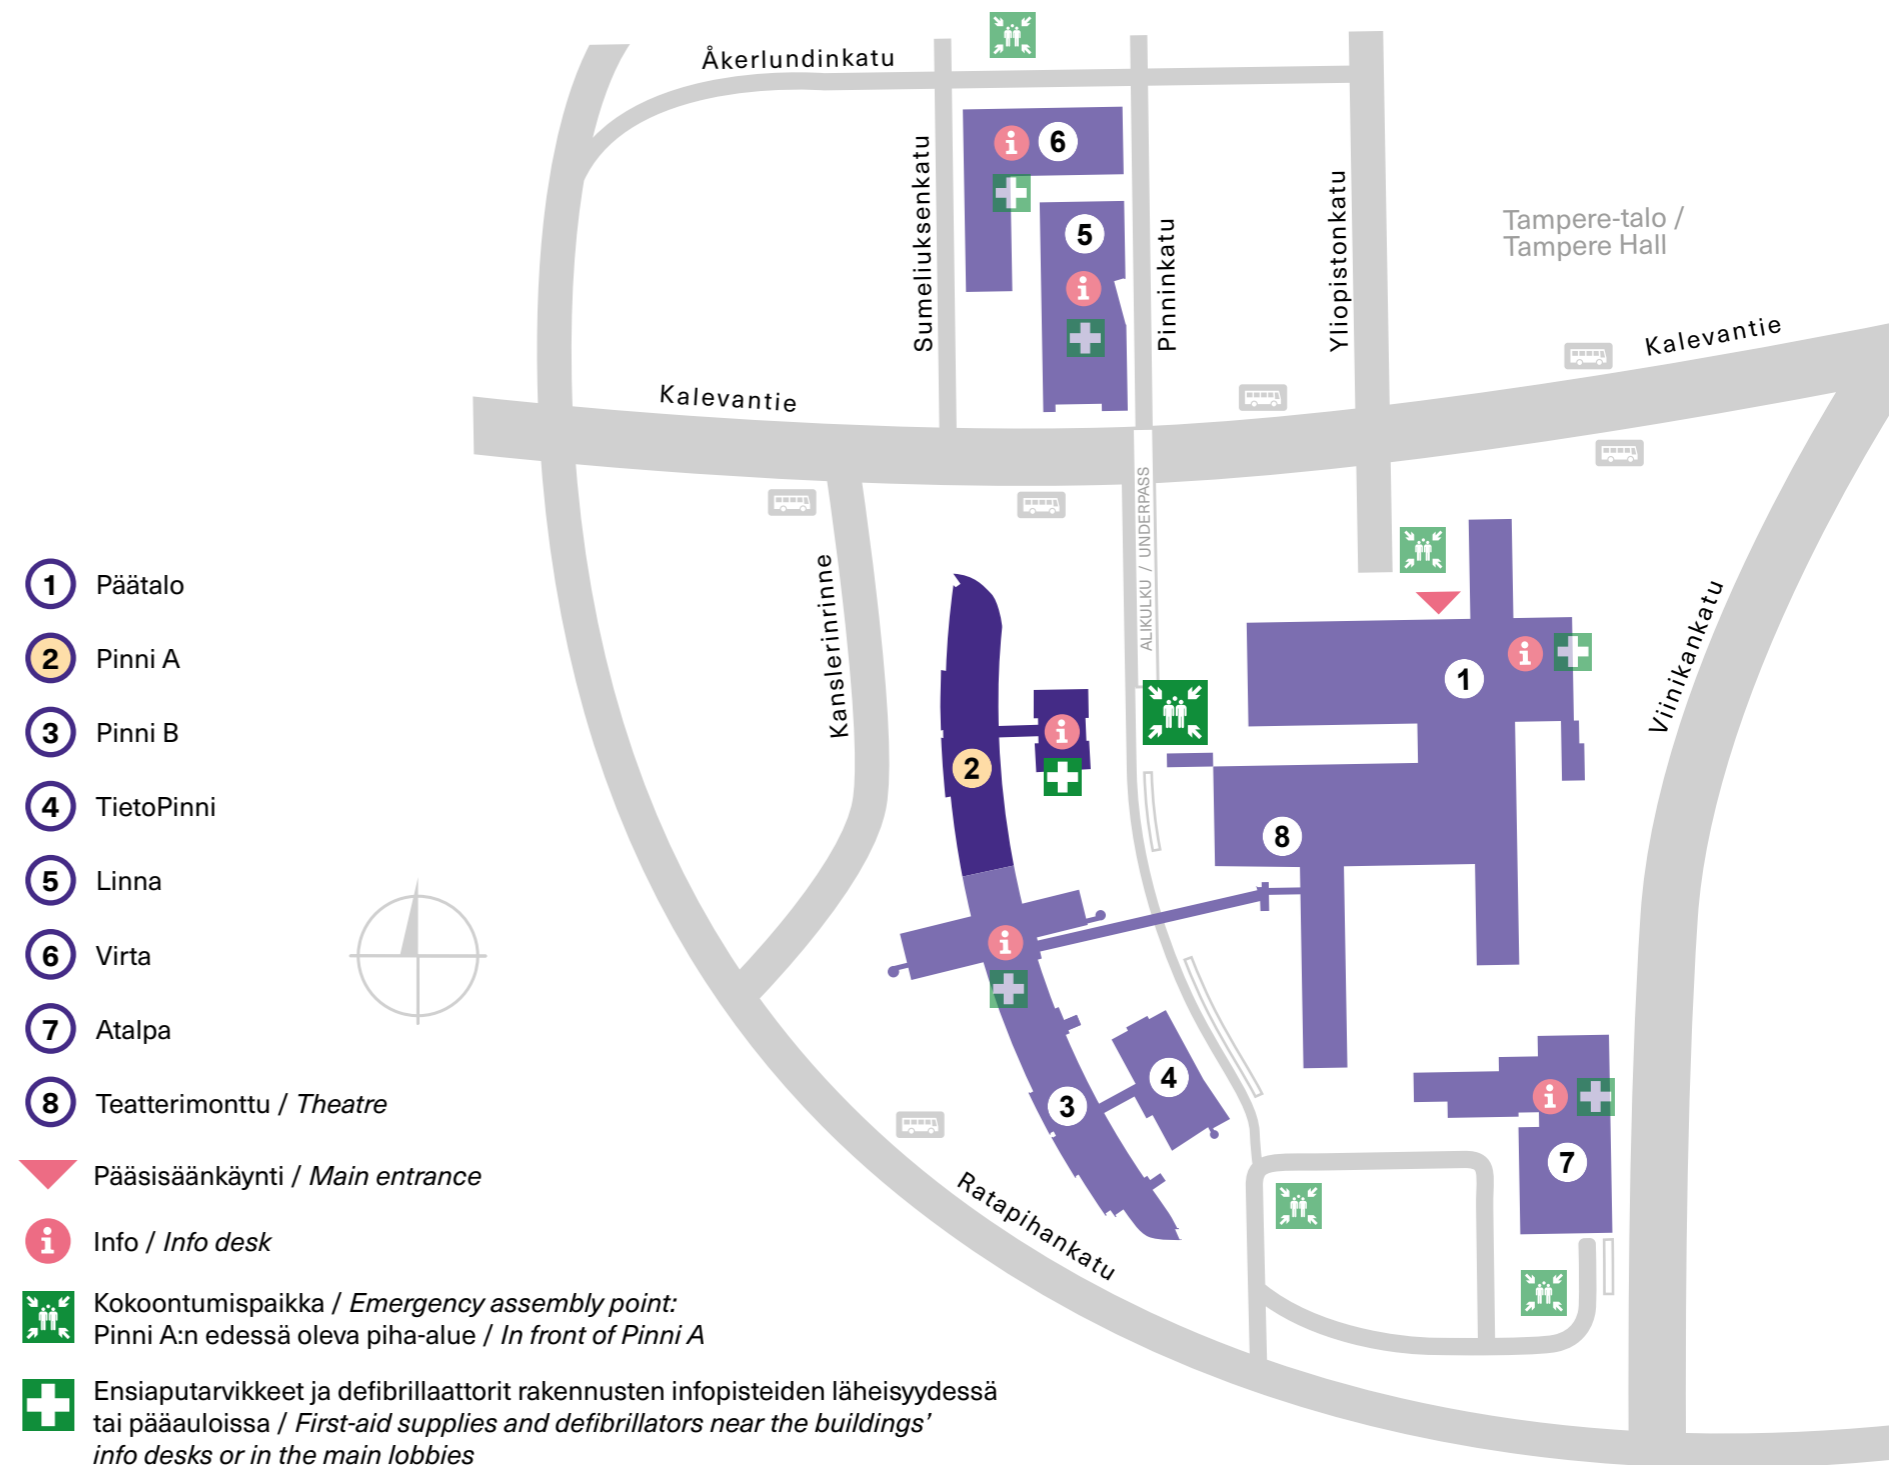 Åkerlundinkatu
Sumeliuksenkatu
Pinninkatu
Yliopistonkatu
Tampere-talo /
Tampere Hall
Kalevantie
Kalevantie
ALIKULKU / UNDERPASS
Kanslerinrinne
Viinikankatu
Ratapihankatu
6
5
1
2
8
3
4
7
i
i
i
i
i
i
1 Päätalo
2 Pinni A
3 Pinni B
4 TietoPinni
5 Linna
6 Virta
7 Atalpa
8 Teatterimonttu / Theatre
Pääsisäänkäynti / Main entrance
i Info / Info desk
Kokoontumispaikka / Emergency assembly point:
Pinni A:n edessä oleva piha-alue / In front of Pinni A
Ensiaputarvikkeet ja defibrillaattorit rakennusten infopisteiden läheisyydessä
tai pääauloissa / First-aid supplies and defibrillators near the buildings’
info desks or in the main lobbies